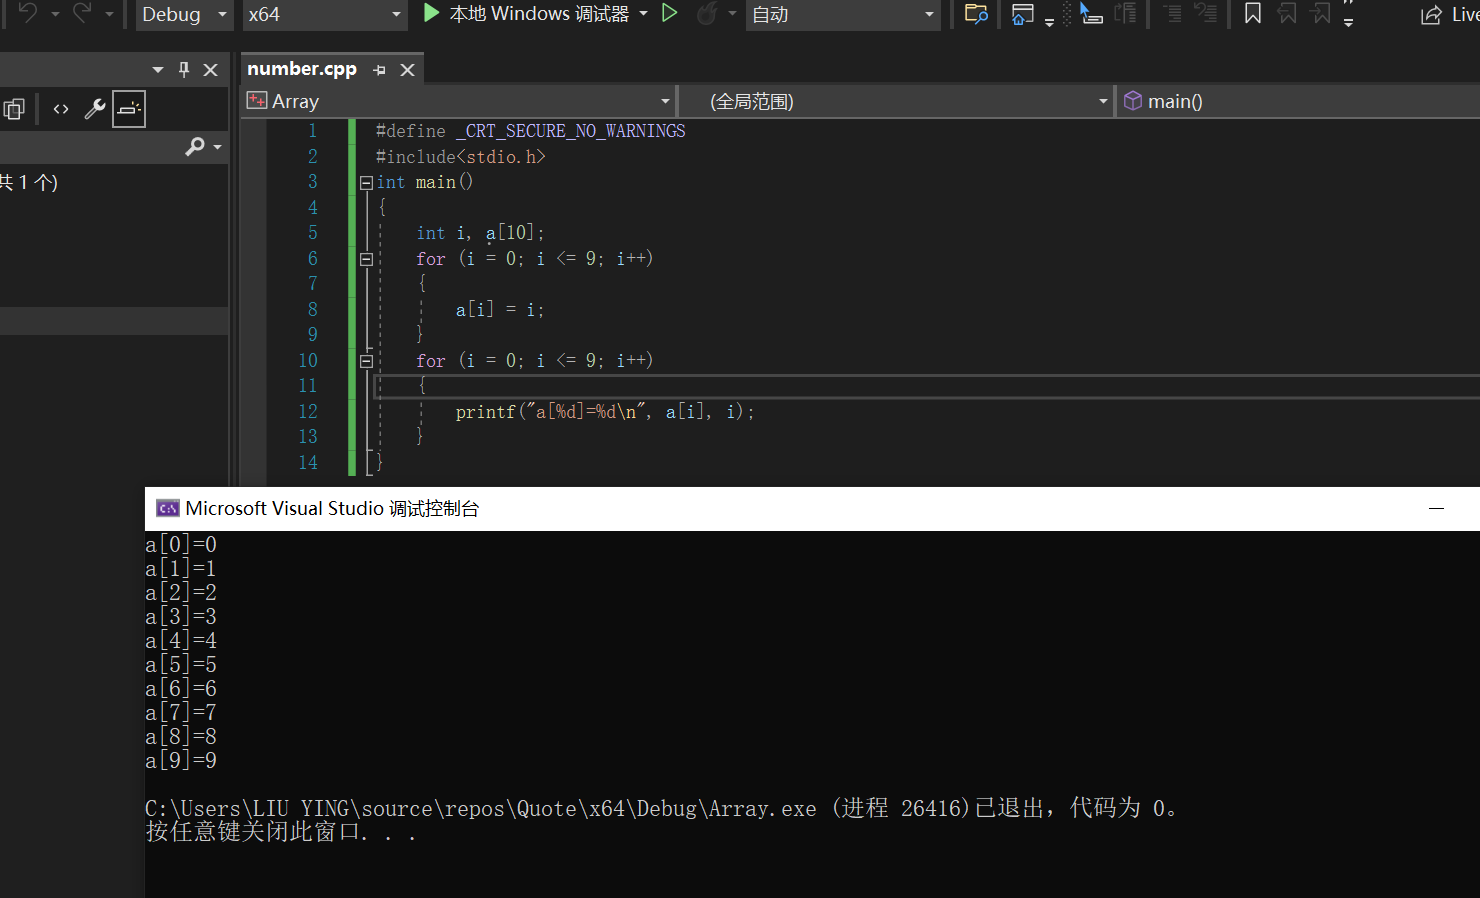 Debug x64 本地 Windows 调试器 自动 Live
number.cpp
Array (全局范围) main()
共 1 个)
1 #define _CRT_SECURE_NO_WARNINGS
2 #include<stdio.h>
3 int main()
4 {
5 int i, a[10];
6 for (i = 0; i <= 9; i++)
7 {
8 a[i] = i;
9 }
10 for (i = 0; i <= 9; i++)
11 {
12 printf("a[%d]=%d\n", a[i], i);
13 }
14 }
Microsoft Visual Studio 调试控制台
a[0]=0
a[1]=1
a[2]=2
a[3]=3
a[4]=4
a[5]=5
a[6]=6
a[7]=7
a[8]=8
a[9]=9
C:\Users\LIU YING\source\repos\Quote\x64\Debug\Array.exe (进程 26416)已退出，代码为 0。
按任意键关闭此窗口. . .